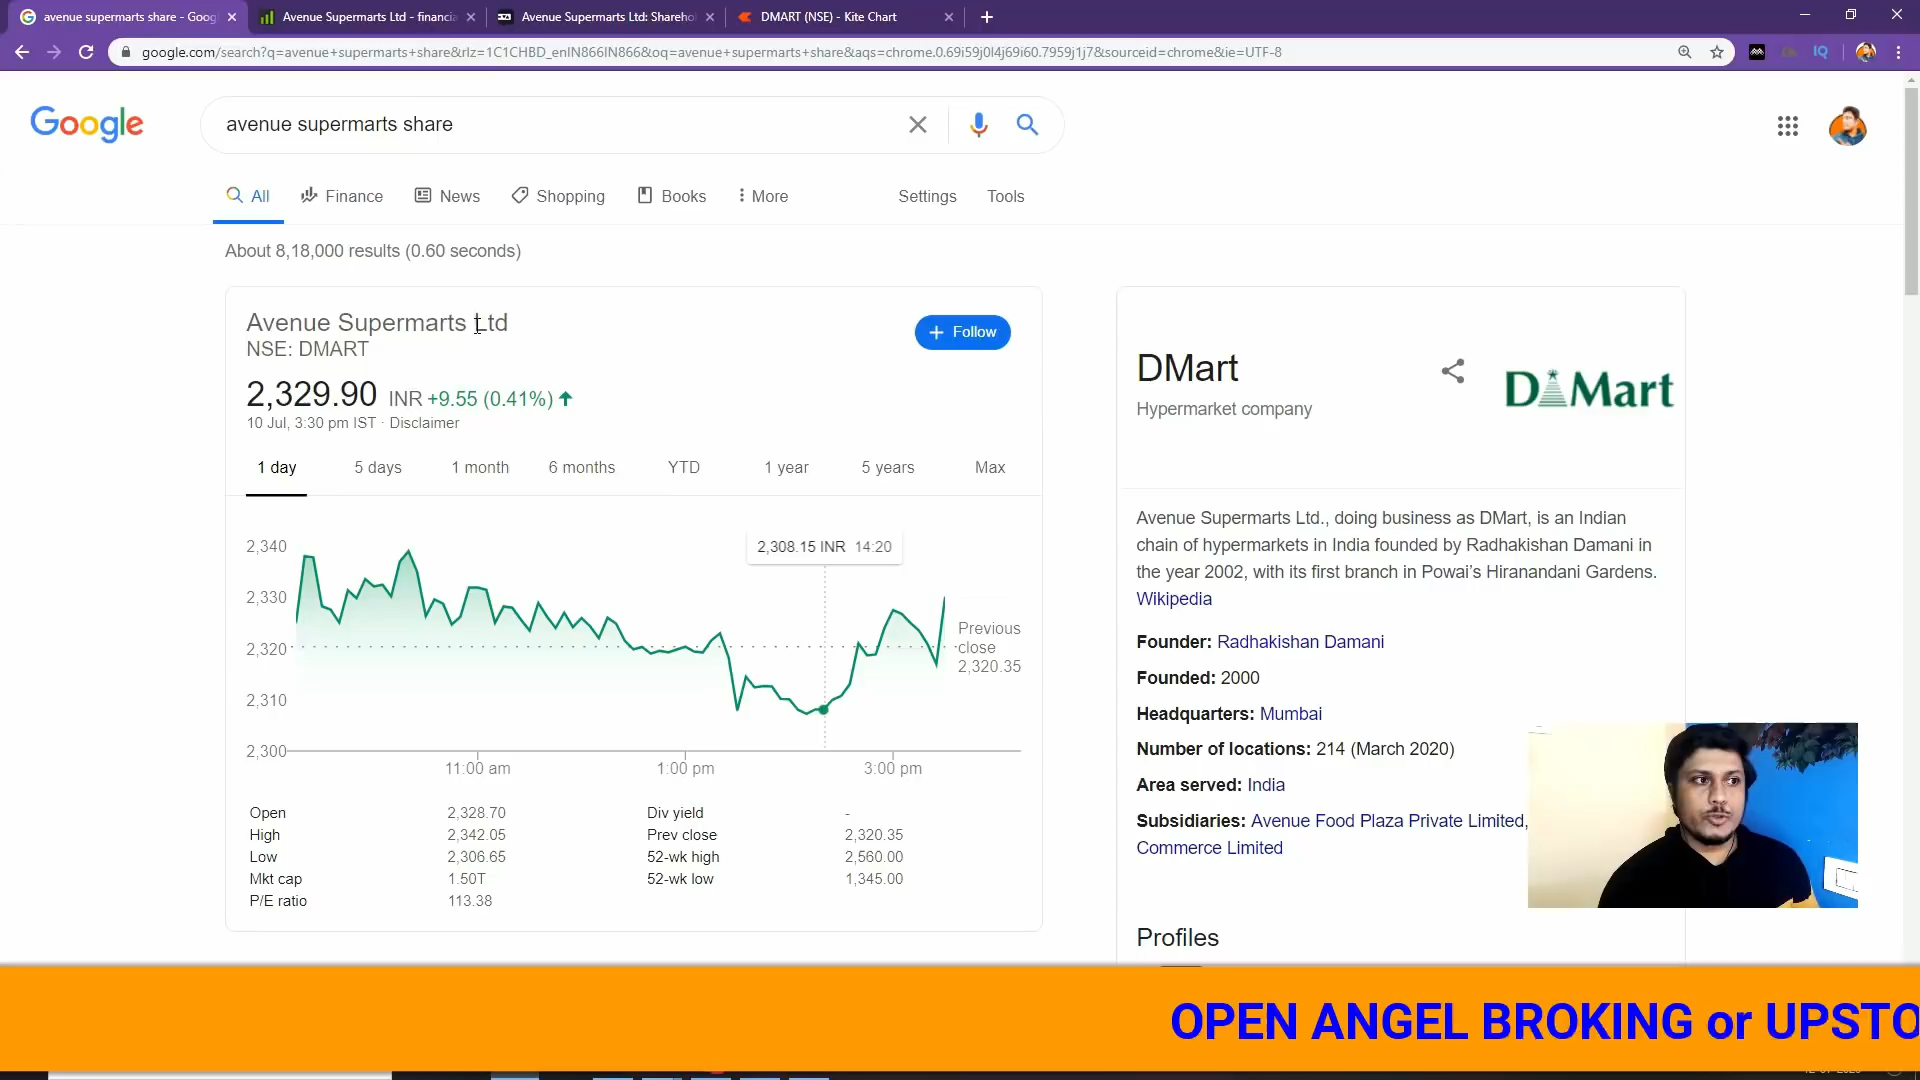 avenue supermarts share - Goog
Avenue Supermarts Ltd - financia
Avenue Supermarts Ltd: Shareho
DMART (NSE) - Kite Chart
google.com/search?q=avenue+supermarts+share&rlz=1C1CHBD_enIN866IN866&oq=avenue+supermarts+share&aqs=chrome.0.69i59j0l4j69i60.7959j1j7&sourceid=chrome&ie=UTF-8
IQ
Google
avenue supermarts share
All
Finance
News
Shopping
Books
More
Settings
Tools
About 8,18,000 results (0.60 seconds)
Avenue Supermarts Ltd
NSE: DMART
Follow
2,329.90 INR +9.55 (0.41%)
10 Jul, 3:30 pm IST · Disclaimer
1 day
5 days
1 month
6 months
YTD
1 year
5 years
Max
2,308.15 INR 14:20
2,340
2,330
2,320
2,310
2,300
Previous
close
2,320.35
11:00 am
1:00 pm
3:00 pm
Open 2,328.70
High 2,342.05
Low 2,306.65
Mkt cap 1.50T
P/E ratio 113.38
Div yield -
Prev close 2,320.35
52-wk high 2,560.00
52-wk low 1,345.00
DMart
Hypermarket company
DMart
Avenue Supermarts Ltd., doing business as DMart, is an Indian
chain of hypermarkets in India founded by Radhakishan Damani in
the year 2002, with its first branch in Powai's Hiranandani Gardens.
Wikipedia
Founder: Radhakishan Damani
Founded: 2000
Headquarters: Mumbai
Number of locations: 214 (March 2020)
Area served: India
Subsidiaries: Avenue Food Plaza Private Limited,
Commerce Limited
Profiles
OPEN ANGEL BROKING or UPSTO